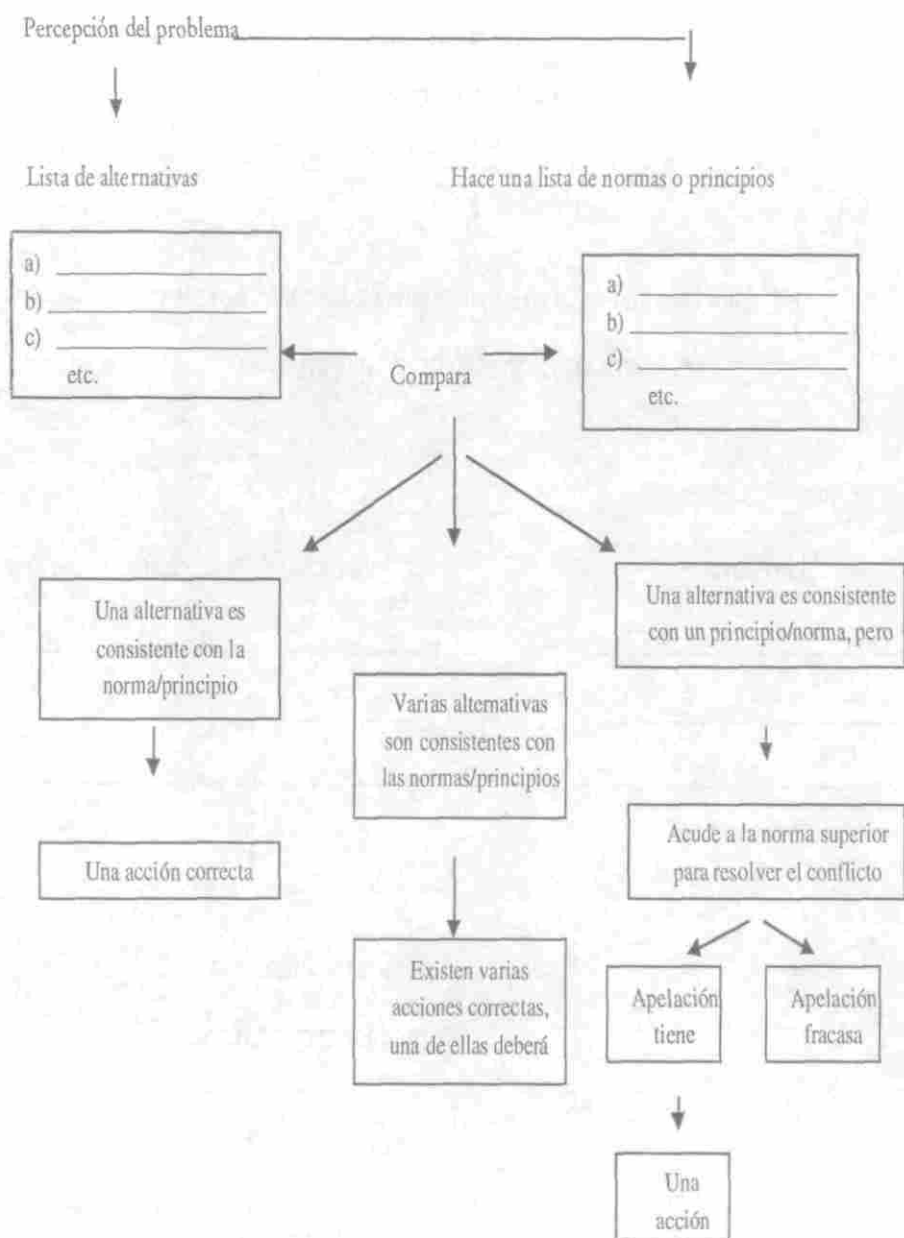 Percepción del problema
Lista de alternativas
Hace una lista de normas o principios
a)
b)
c)
etc.
Compara
a)
b)
c)
etc.
Una alternativa es
consistente con la
norma/principio
Una acción correcta
Varias alternativas
son consistentes con
las normas/principios
Existen varias
acciones correctas,
una de ellas deberá
Una alternativa es consistente
con un principio/norma, pero
Acude a la norma superior
para resolver el conflicto
Apelación
tiene
Apelación
fracasa
Una
acción